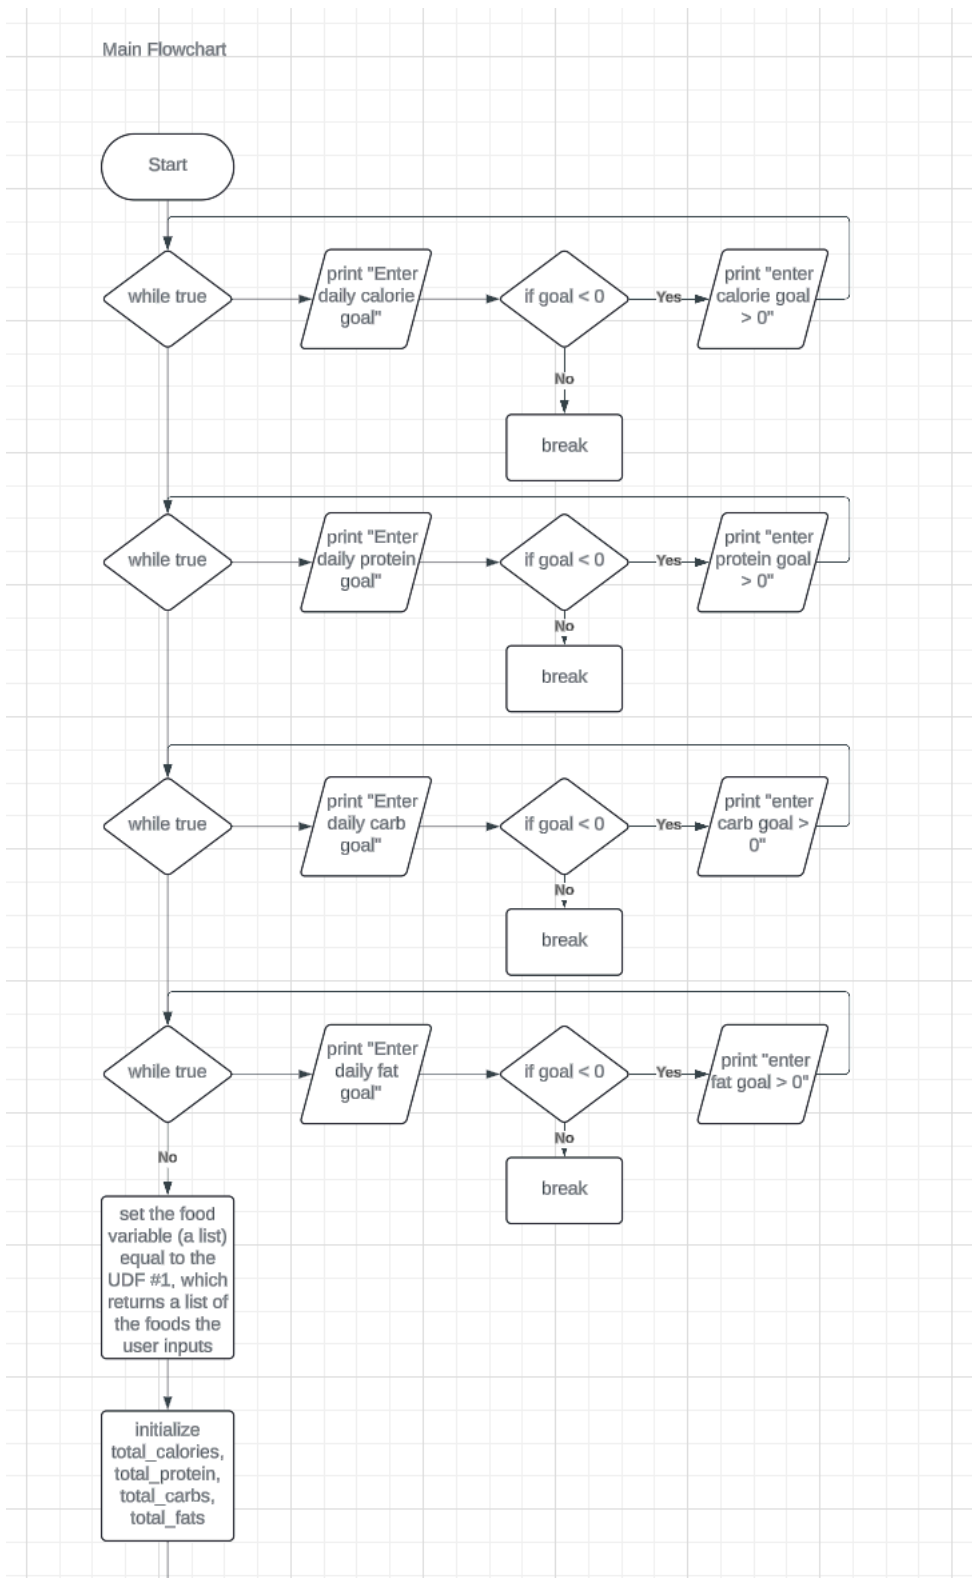 Main Flowchart
Start
while true
print "Enter
daily calorie
goal"
if goal < 0
Yes
print "enter
calorie goal
> 0"
No
break
while true
print "Enter
daily protein
goal"
if goal < 0
Yes
print "enter
protein goal
> 0"
No
break
while true
print "Enter
daily carb
goal"
if goal < 0
Yes
print "enter
carb goal >
0"
No
break
while true
print "Enter
daily fat
goal"
if goal < 0
Yes
print "enter
fat goal > 0"
No
break
No
set the food
variable (a list)
equal to the
UDF #1, which
returns a list of
the foods the
user inputs
initialize
total_calories,
total_protein,
total_carbs,
total_fats